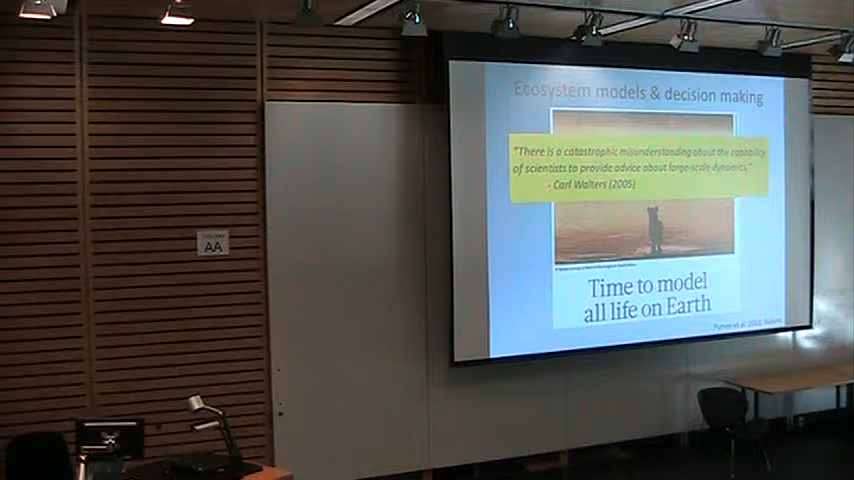 Ecosystem models & decision making
"There is a catastrophic misunderstanding about the capability
of scientists to provide advice about large-scale dynamics."
- Carl Walters (2005)
Time to model
all life on Earth
Purves et al. 2013, Nature
AA